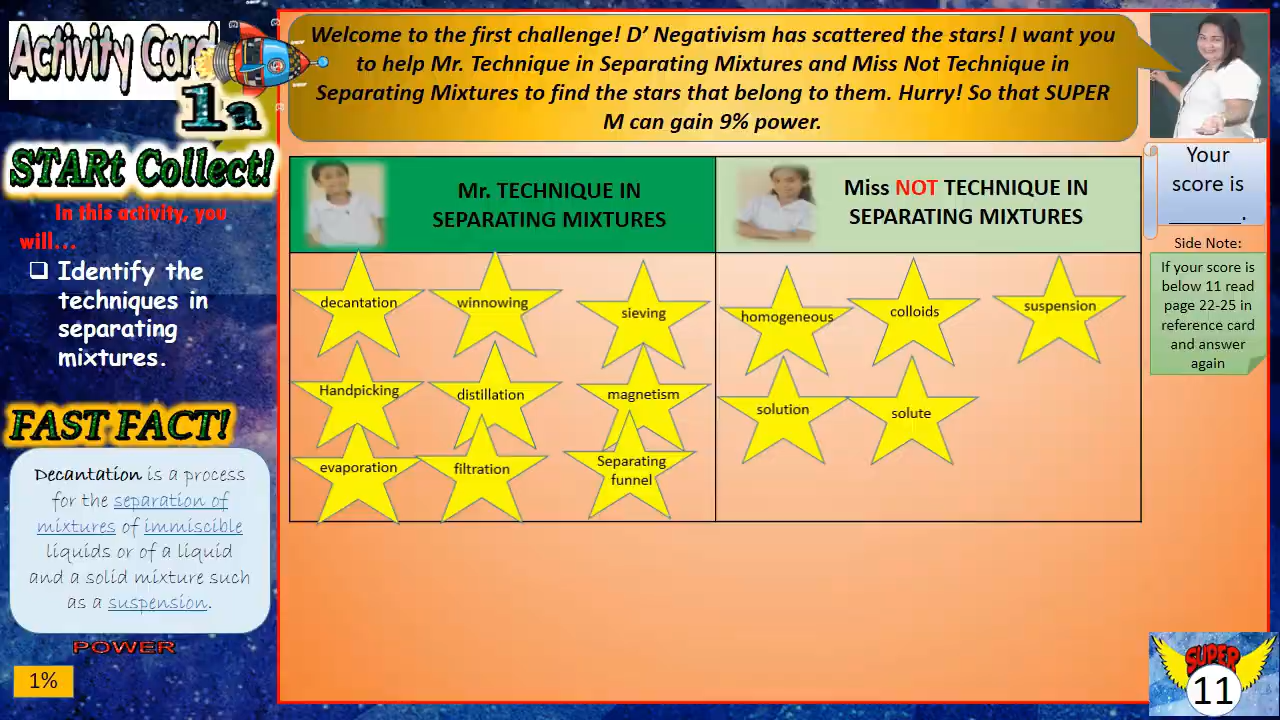 Activity Card
1a
STARt Collect!
In this activity, you
will…
Identify the
techniques in
separating
mixtures.
FAST FACT!
Decantation is a process
for the separation of
mixtures of immiscible
liquids or of a liquid
and a solid mixture such
as a suspension.
POWER
1%
Welcome to the first challenge! D’ Negativism has scattered the stars! I want you
to help Mr. Technique in Separating Mixtures and Miss Not Technique in
Separating Mixtures to find the stars that belong to them. Hurry! So that SUPER
M can gain 9% power.
Mr. TECHNIQUE IN
SEPARATING MIXTURES
Miss NOT TECHNIQUE IN
SEPARATING MIXTURES
decantation
winnowing
sieving
Handpicking
distillation
magnetism
evaporation
filtration
Separating
funnel
homogeneous
colloids
suspension
solution
solute
Your
score is
_______.
Side Note:
If your score is
below 11 read
page 22-25 in
reference card
and answer
again
SUPER
11